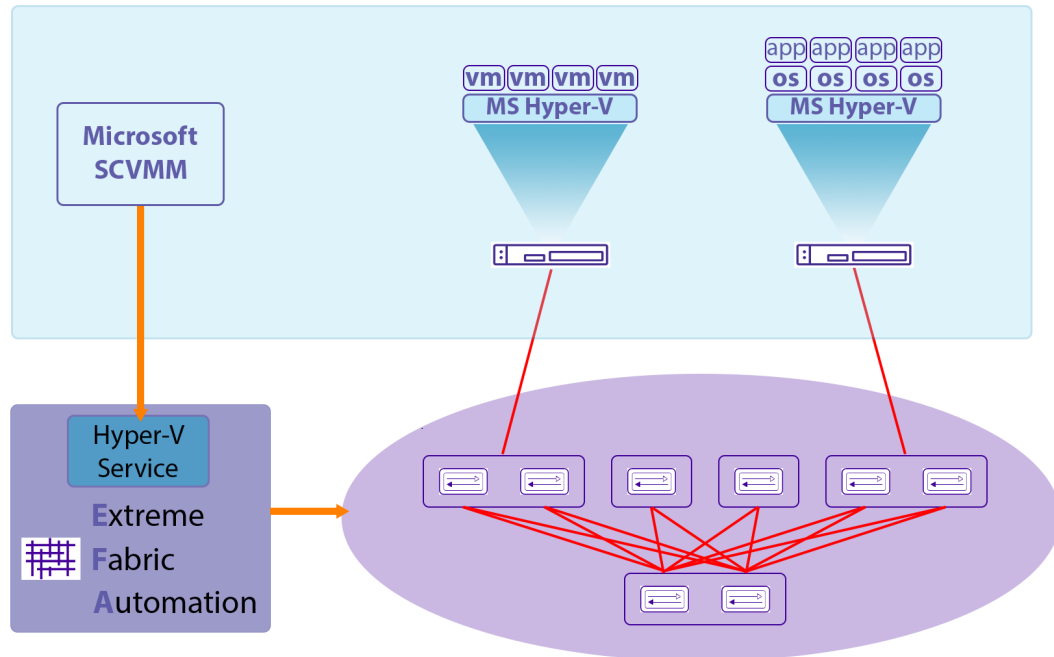 app app app app
vm vm vm vm
os os os os
MS Hyper-V
MS Hyper-V
Microsoft
SCVMM
Hyper-V
Service
Extreme
Fabric
Automation